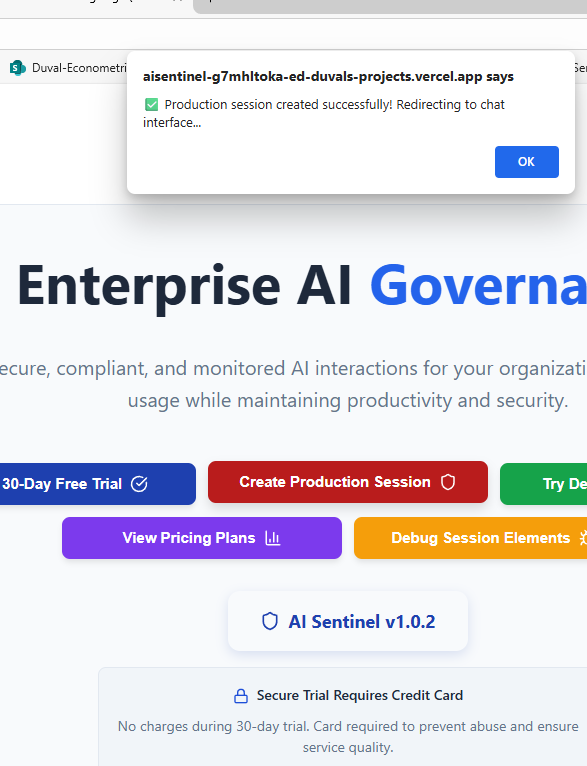 Duval-Econometri
aisentinel-g7mhltoka-ed-duvals-projects.vercel.app says
✅ Production session created successfully! Redirecting to chat
interface...
OK
Enterprise AI Governa
ecure, compliant, and monitored AI interactions for your organizati
usage while maintaining productivity and security.
30-Day Free Trial
Create Production Session
Try De
View Pricing Plans
Debug Session Elements
AI Sentinel v1.0.2
Secure Trial Requires Credit Card
No charges during 30-day trial. Card required to prevent abuse and ensure
service quality.